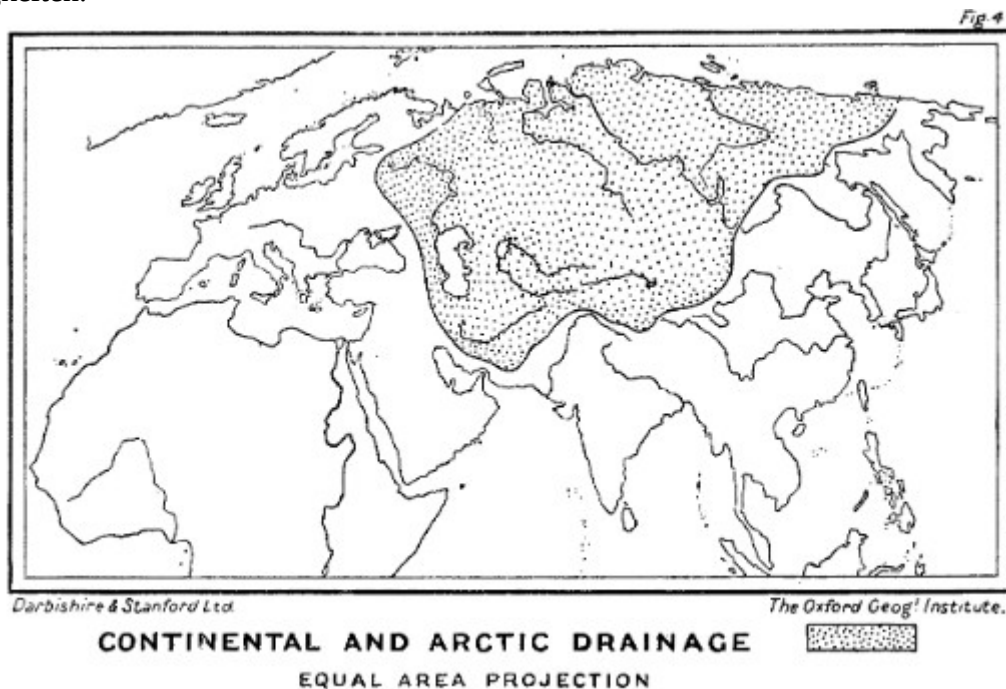 Fig. 4
Darbishire & Stanford Ltd.
The Oxford Geog! Institute.
CONTINENTAL AND ARCTIC DRAINAGE
EQUAL AREA PROJECTION